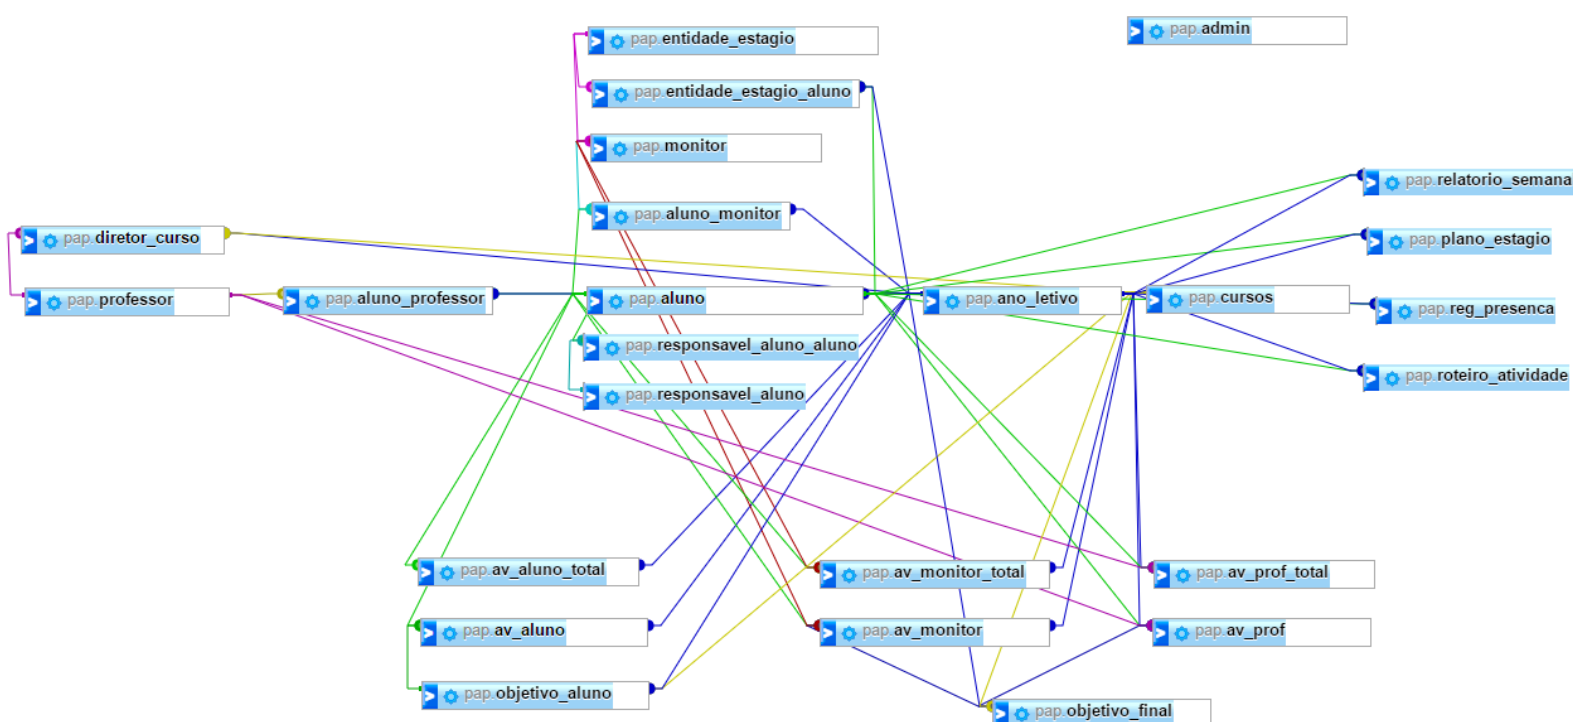 pap.entidade_estagio
pap.admin
pap.entidade_estagio_aluno
pap.monitor
pap.relatorio_semana
pap.aluno_monitor
pap.diretor_curso
pap.plano_estagio
pap.professor
pap.aluno_professor
pap.aluno
pap.ano_letivo
pap.cursos
pap.reg_presenca
pap.responsavel_aluno_aluno
pap.roteiro_atividade
pap.responsavel_aluno
pap.av_aluno_total
pap.av_monitor_total
pap.av_prof_total
pap.av_aluno
pap.av_monitor
pap.av_prof
pap.objetivo_aluno
pap.objetivo_final